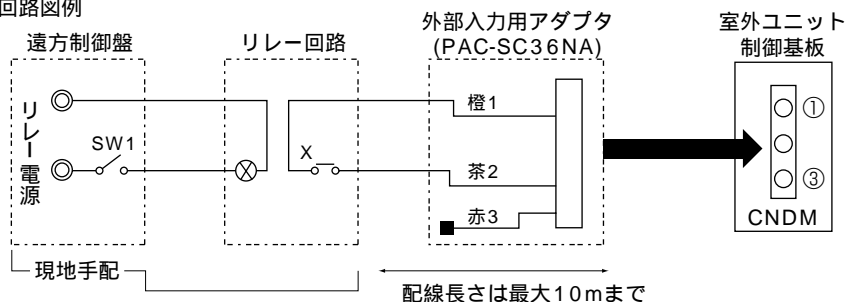 回路図例
遠方制御盤
リレー回路
外部入力用アダプタ
(PAC-SC36NA)
室外ユニット
制御基板
リレー電源
SW1
X
X
橙1
茶2
赤3
①
③
CNDM
現地手配
配線長さは最大10mまで